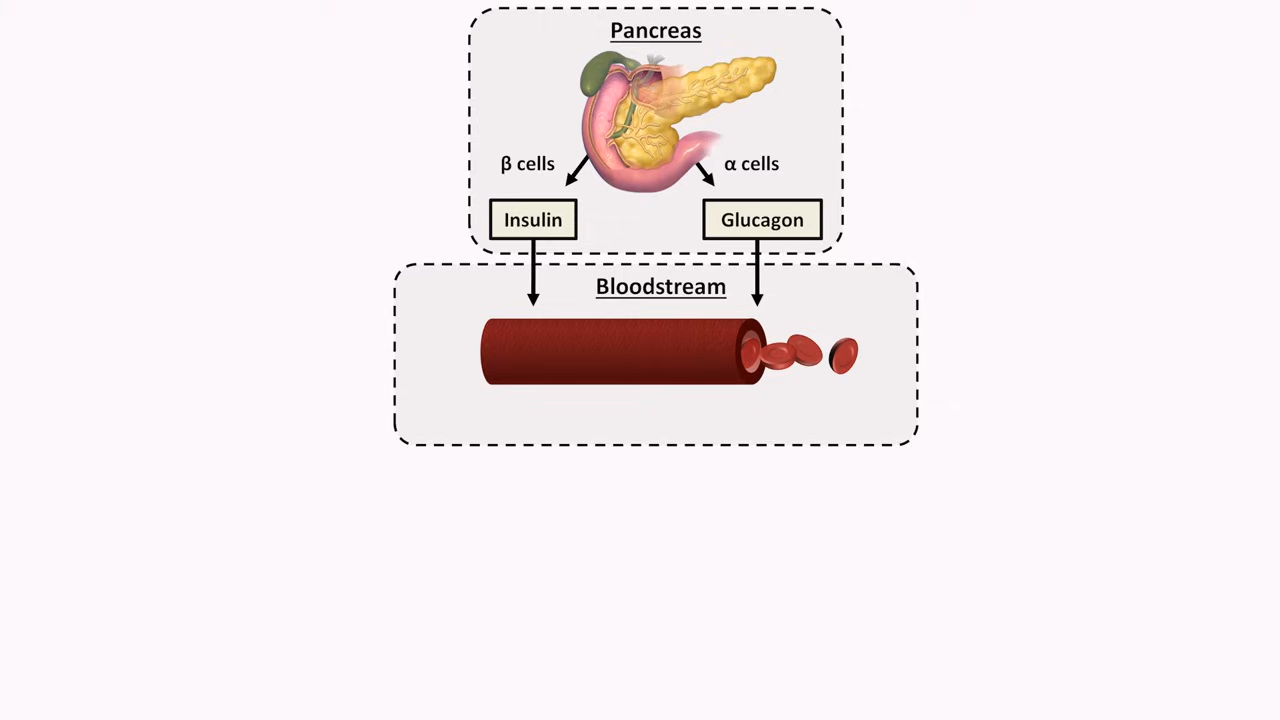 Pancreas
β cells
α cells
Insulin
Glucagon
Bloodstream